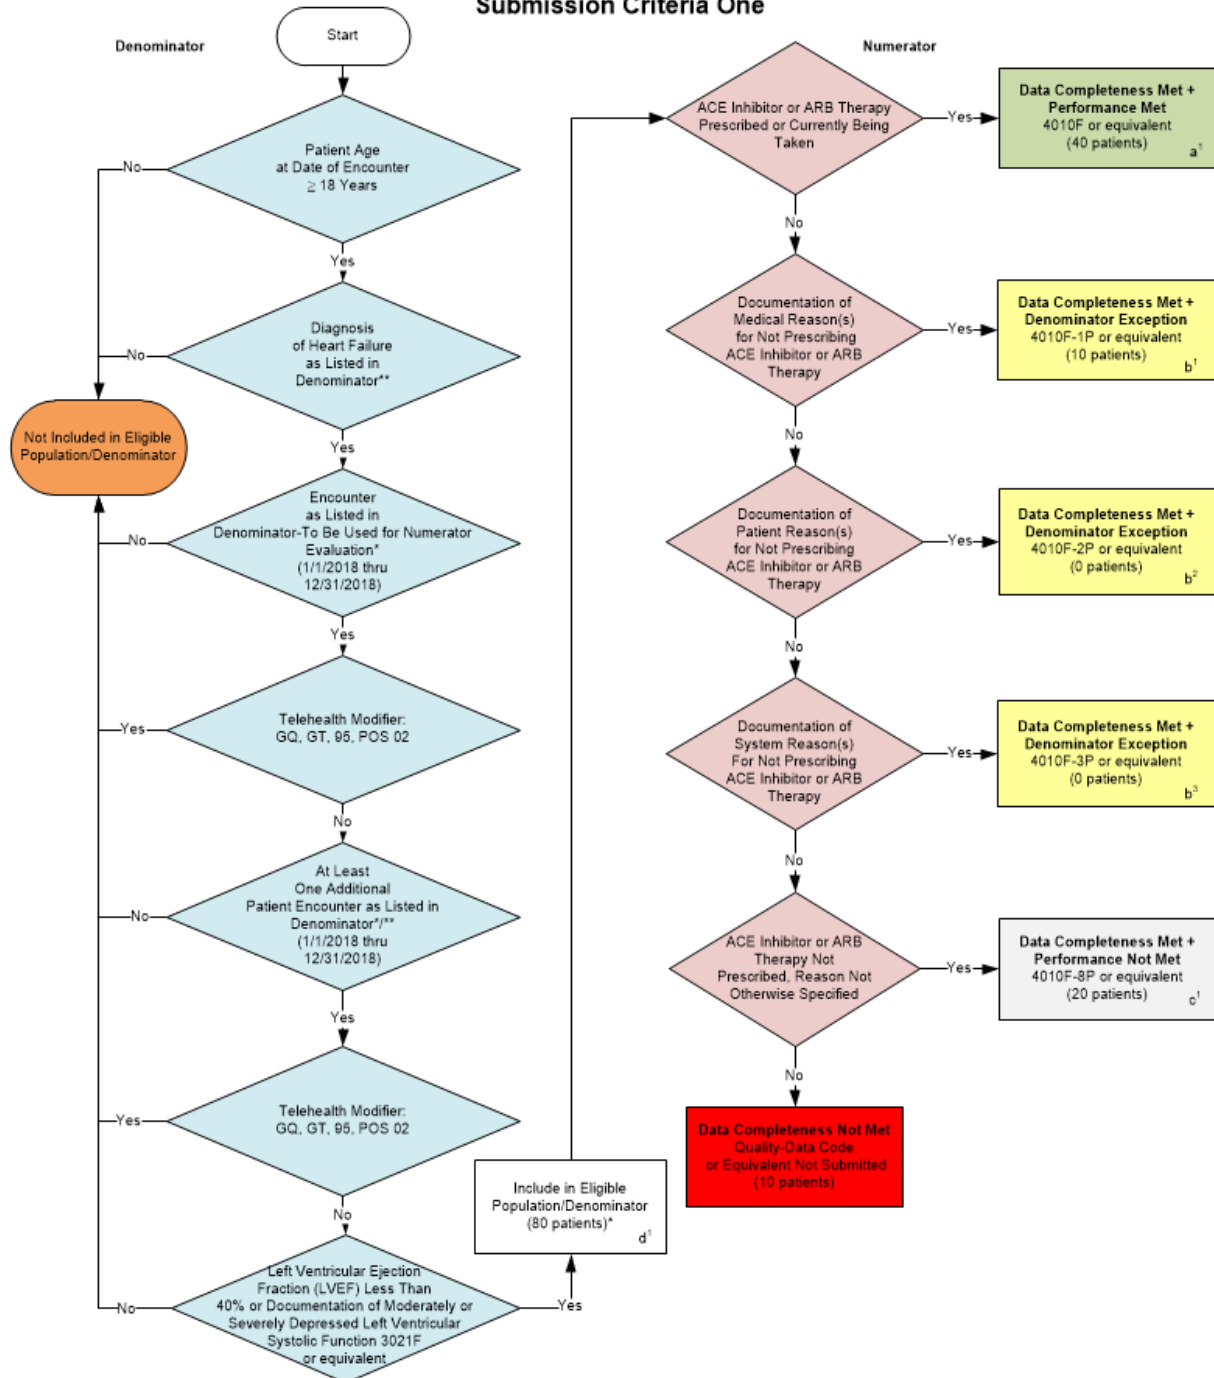 Submission Criteria One
Denominator
Start
Patient Age
at Date of Encounter
≥ 18 Years
No
Yes
Diagnosis
of Heart Failure
as Listed in
Denominator**
No
Yes
Not Included in Eligible
Population/Denominator
Encounter
as Listed in
Denominator-To Be Used for Numerator
Evaluation*
(1/1/2018 thru
12/31/2018)
No
Yes
Telehealth Modifier:
GQ, GT, 95, POS 02
Yes
No
At Least
One Additional
Patient Encounter as Listed in
Denominator*/**
(1/1/2018 thru
12/31/2018)
No
Yes
Telehealth Modifier:
GQ, GT, 95, POS 02
Yes
No
Left Ventricular Ejection
Fraction (LVEF) Less Than
40% or Documentation of Moderately or
Severely Depressed Left Ventricular
Systolic Function 3021F
or equivalent
No
Yes
Include in Eligible
Population/Denominator
(80 patients)*
d¹
Numerator
ACE Inhibitor or ARB Therapy
Prescribed or Currently Being
Taken
Yes
Data Completeness Met +
Performance Met
4010F or equivalent
(40 patients)
a¹
No
Documentation of
Medical Reason(s)
for Not Prescribing
ACE Inhibitor or ARB
Therapy
Yes
Data Completeness Met +
Denominator Exception
4010F-1P or equivalent
(10 patients)
b¹
No
Documentation of
Patient Reason(s)
for Not Prescribing
ACE Inhibitor or ARB
Therapy
Yes
Data Completeness Met +
Denominator Exception
4010F-2P or equivalent
(0 patients)
b²
No
Documentation of
System Reason(s)
For Not Prescribing
ACE Inhibitor or ARB
Therapy
Yes
Data Completeness Met +
Denominator Exception
4010F-3P or equivalent
(0 patients)
b³
No
ACE Inhibitor or ARB
Therapy Not
Prescribed, Reason Not
Otherwise Specified
Yes
Data Completeness Met +
Performance Not Met
4010F-8P or equivalent
(20 patients)
c¹
No
Data Completeness Not Met
Quality-Data Code
or Equivalent Not Submitted
(10 patients)